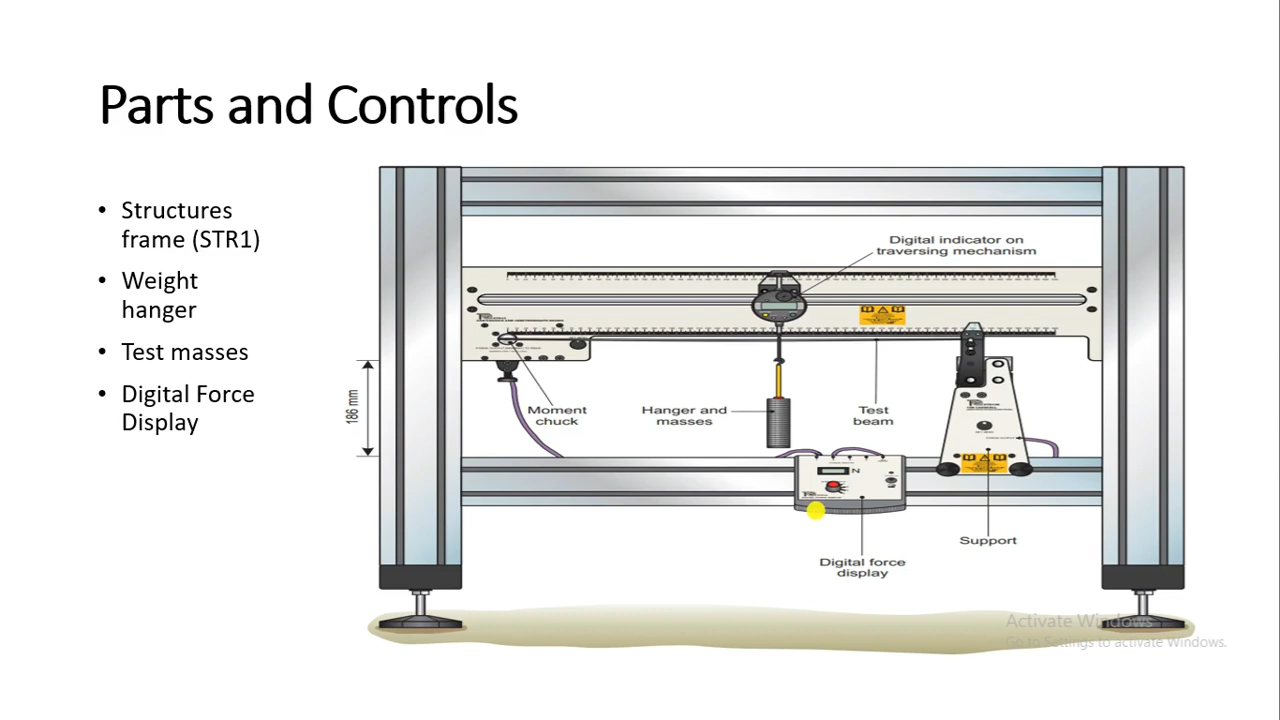 Parts and Controls
• Structures
frame (STR1)
• Weight
hanger
• Test masses
• Digital Force
Display
Digital indicator on
traversing mechanism
186 mm
Moment
chuck
Hanger and
masses
Test
beam
N
Support
Digital force
display
Activate Windows
Go to Settings to activate Windows.